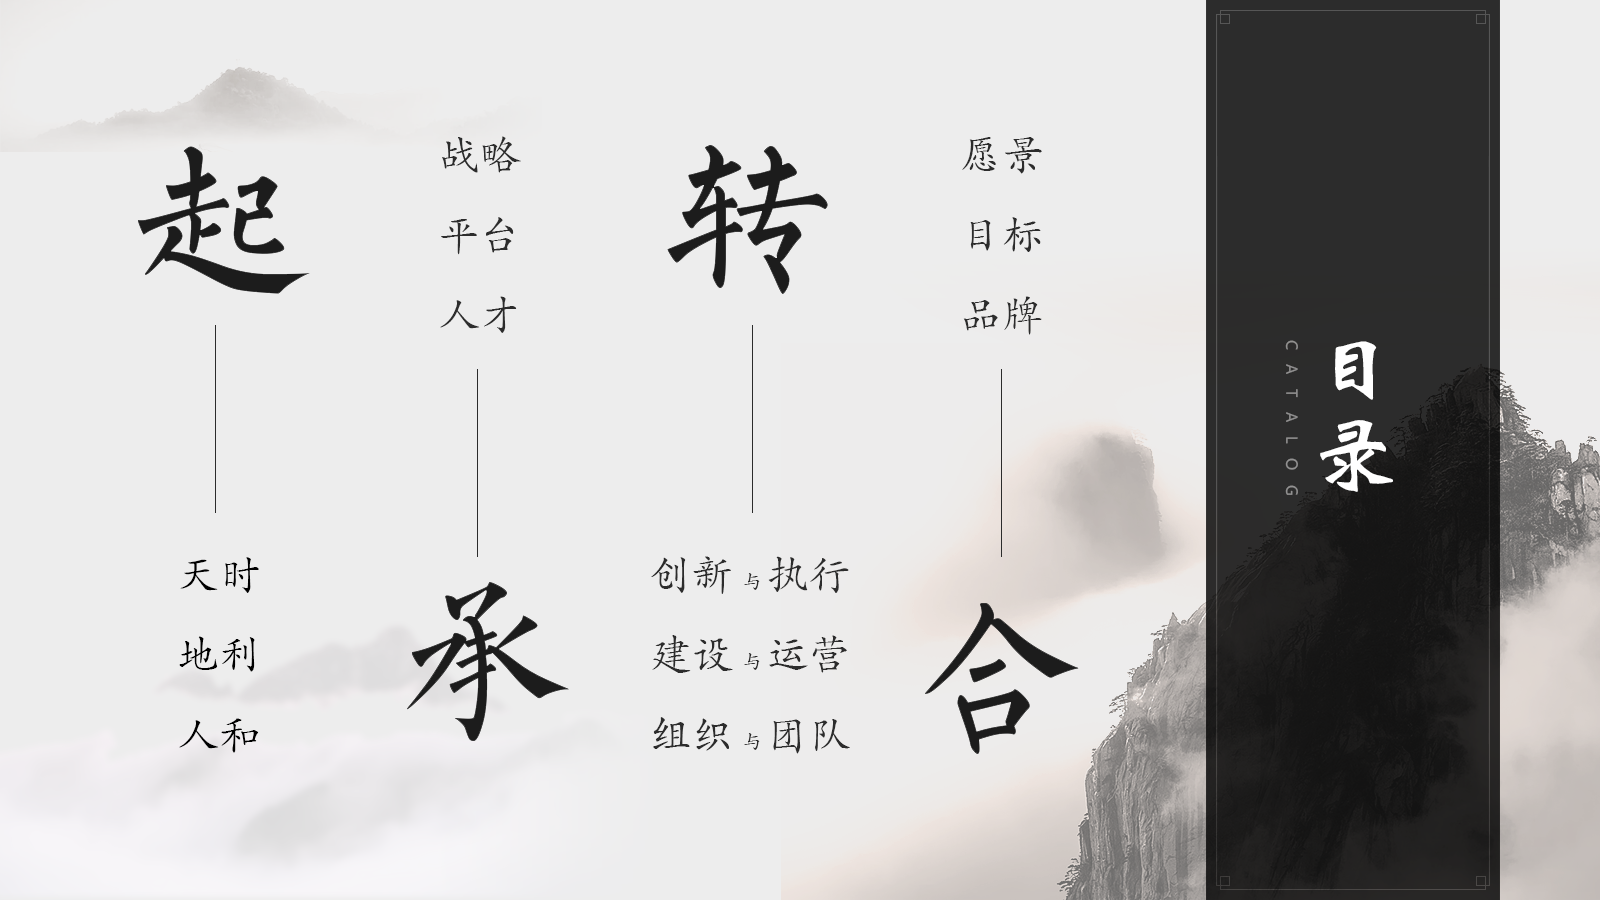 起
天时
地利
人和
战略
平台
人才
承
转
创新与执行
建设与运营
组织与团队
愿景
目标
品牌
合
目录
CATALOG